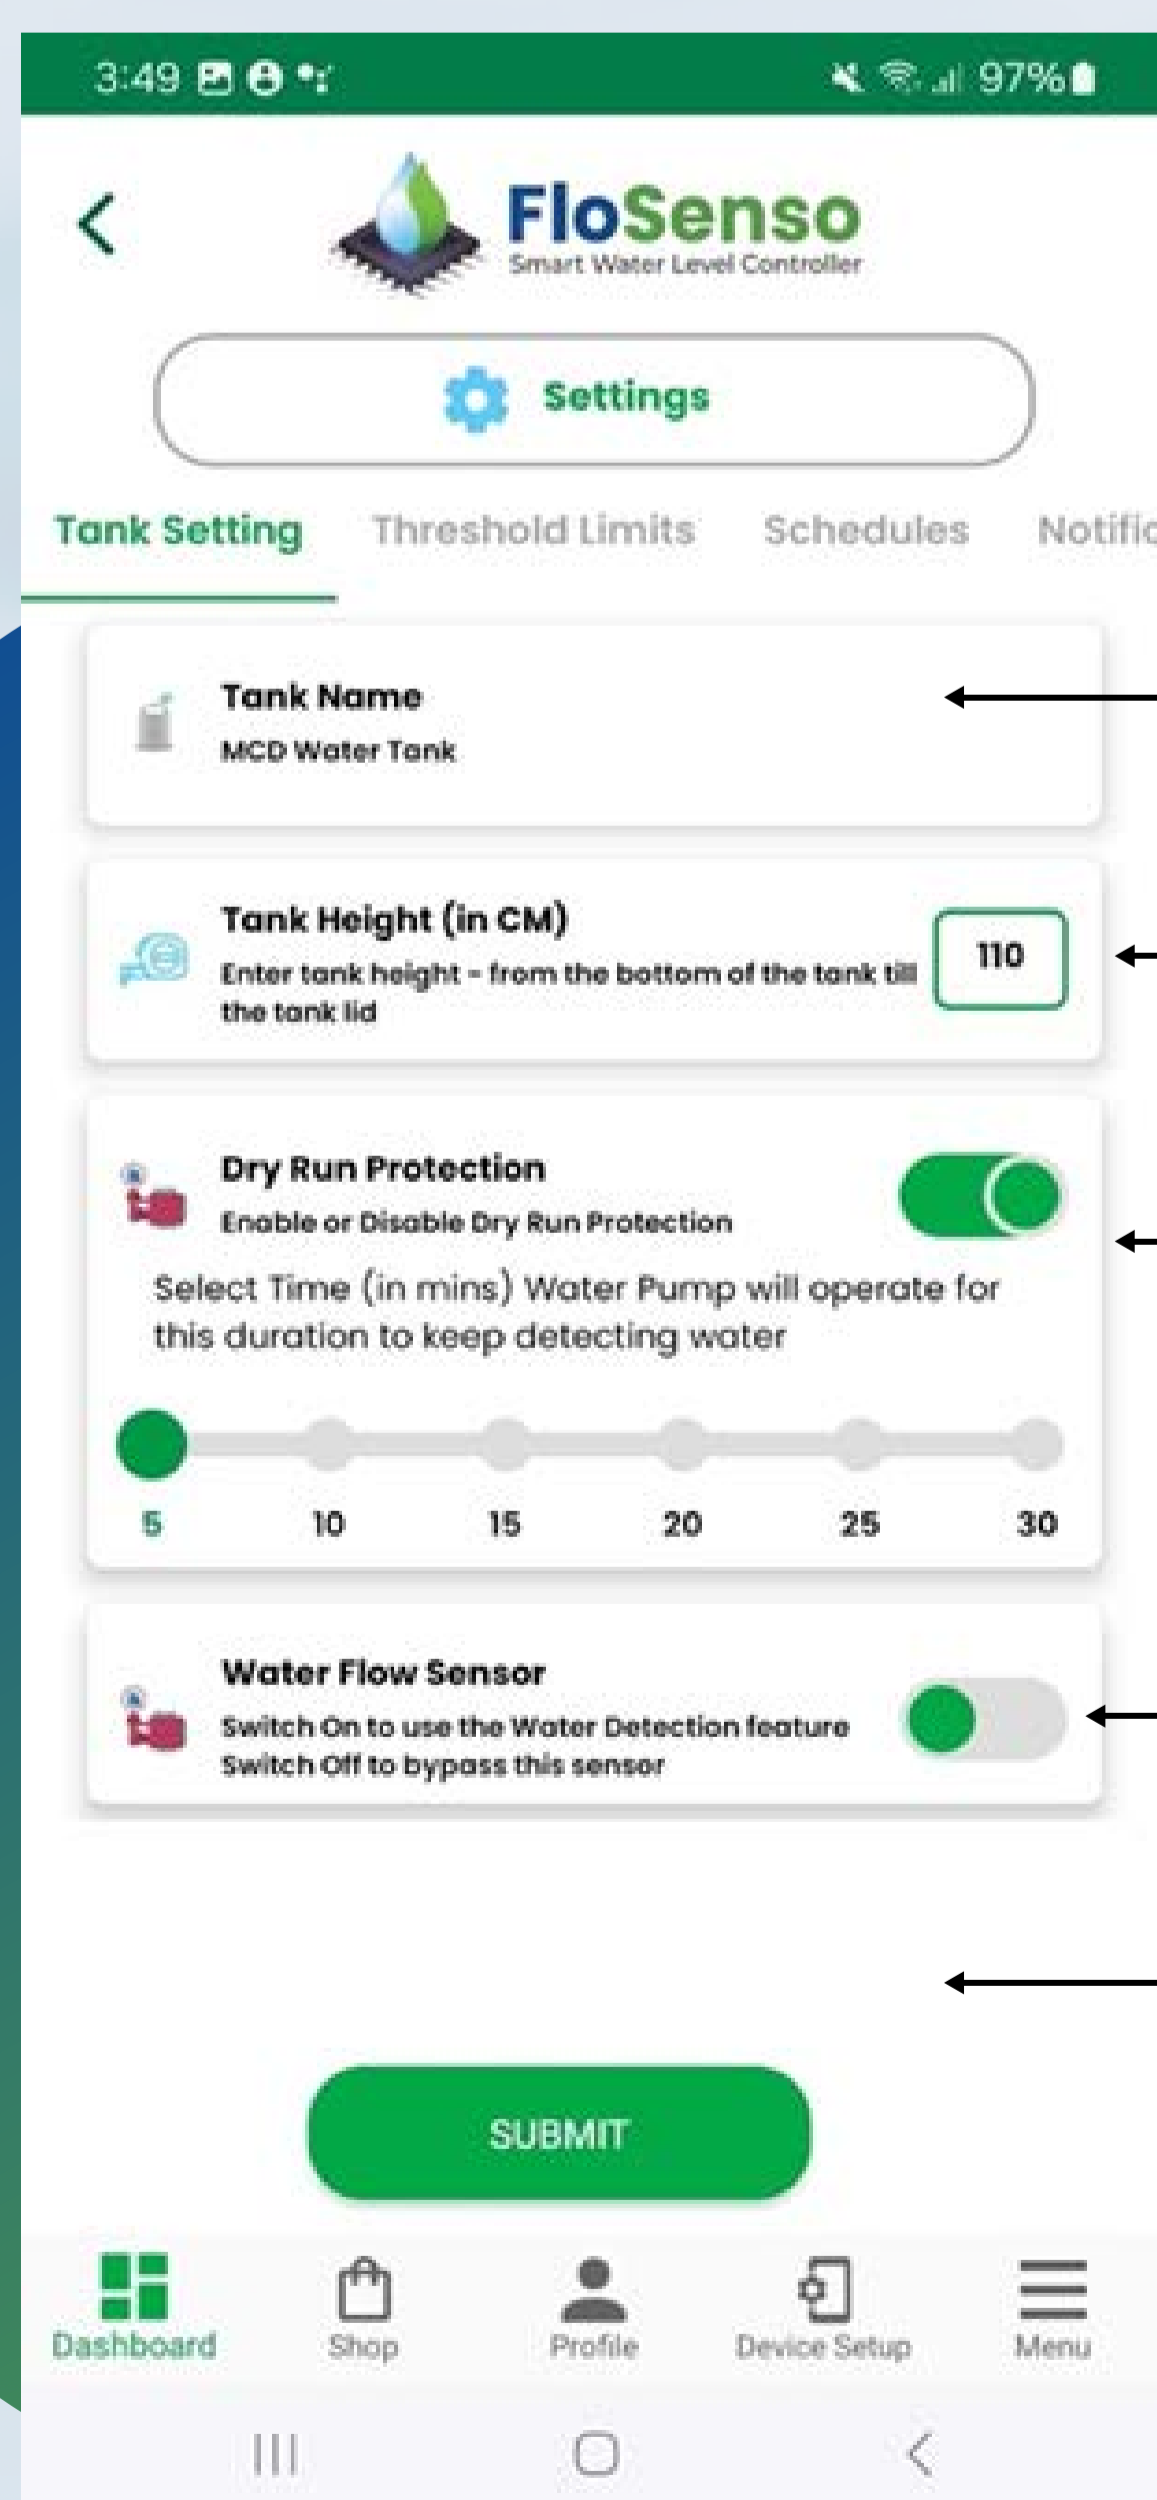 3:49
97%
FloSenso
Smart Water Level Controller
Settings
Tank Setting
Threshold Limits
Schedules
Notific
Tank Name
MCD Water Tank
Tank Height (in CM)
Enter tank height - from the bottom of the tank till
the tank lid
110
Dry Run Protection
Enable or Disable Dry Run Protection
Select Time (in mins) Water Pump will operate for
this duration to keep detecting water
5 10 15 20 25 30
Water Flow Sensor
Switch On to use the Water Detection feature
Switch Off to bypass this sensor
SUBMIT
Dashboard
Shop
Profile
Device Setup
Menu